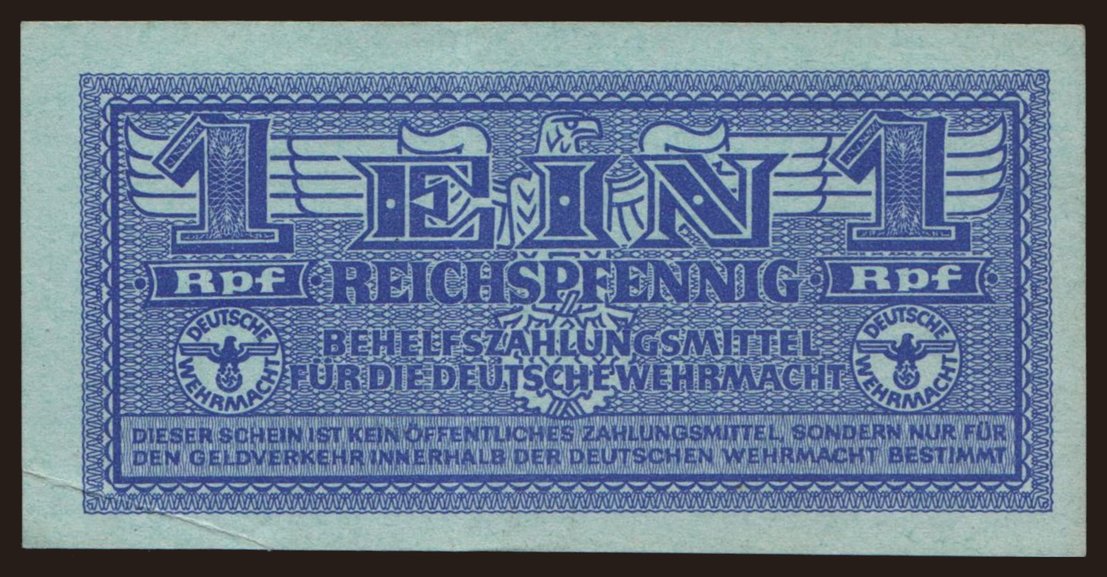 1 EIN 1
Rpf REICHSPFENNIG Rpf
BEHELFSZAHLUNGSMITTEL
FÜR DIE DEUTSCHE WEHRMACHT
DEUTSCHE WEHRMACHT
DEUTSCHE WEHRMACHT
DIESER SCHEIN IST KEIN ÖFFENTLICHES ZAHLUNGSMITTEL, SONDERN NUR FÜR
DEN GELDVERKEHR INNERHALB DER DEUTSCHEN WEHRMACHT BESTIMMT